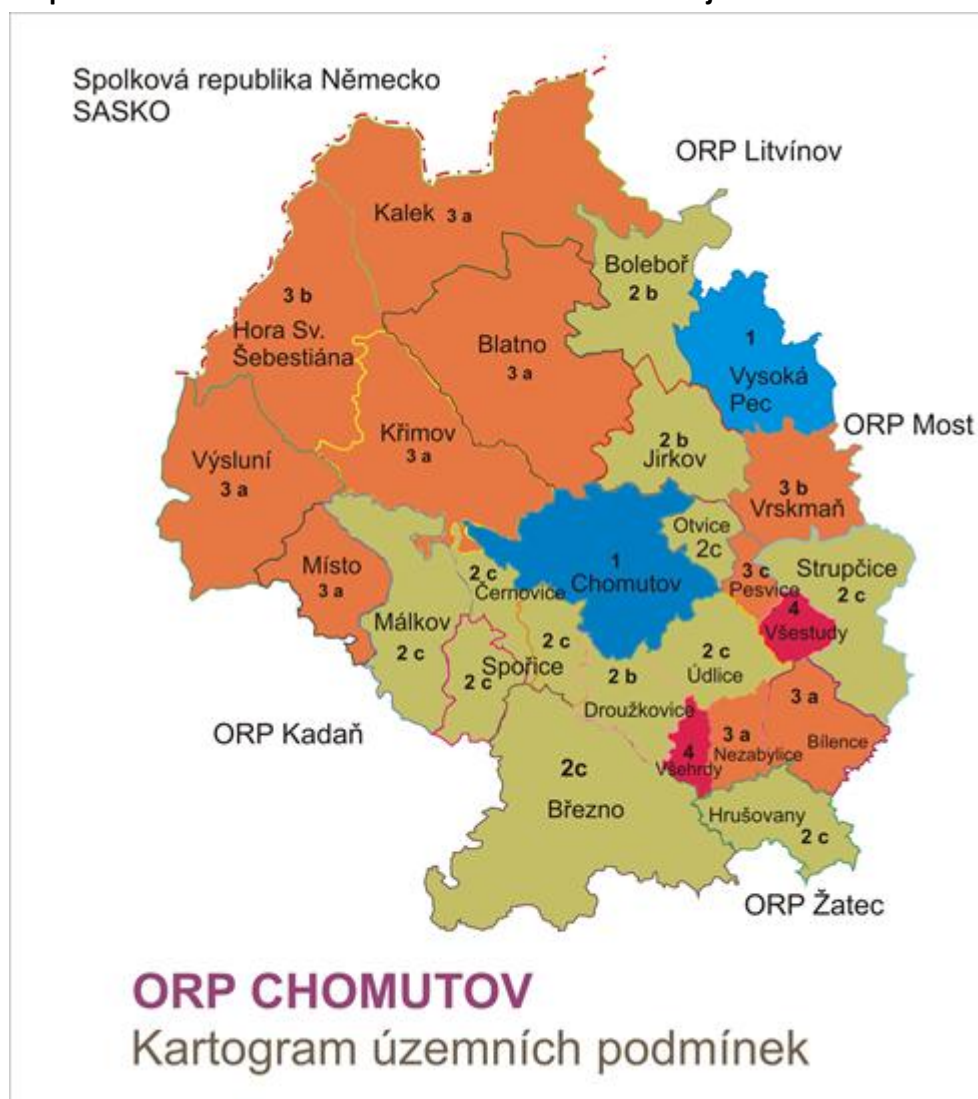 Spolková republika Německo
SASKO
ORP Litvínov
Kalek 3 a
Boleboř
2 b
3 b
Hora Sv.
Šebestiána
1
Vysoká
Pec
Blatno
3 a
ORP Most
Křimov
3 a
2 b
Jirkov
Výsluní
3 a
3 b
Vrskmaň
Otvice
2c
Místo
3 a
1
Chomutov
2 c
Černovice
3 c
Pesvice
Strupčice
2 c
4
Všestudy
Málkov
2 c
2 c
Spořice
2 c
2 b
Droužkovice
2 c
Údlice
3 a
Bílence
ORP Kadaň
4
Všehrdy
3 a
Nezabylice
2c
Březno
Hrušovany
2 c
ORP Žatec
ORP CHOMUTOV
Kartogram územních podmínek